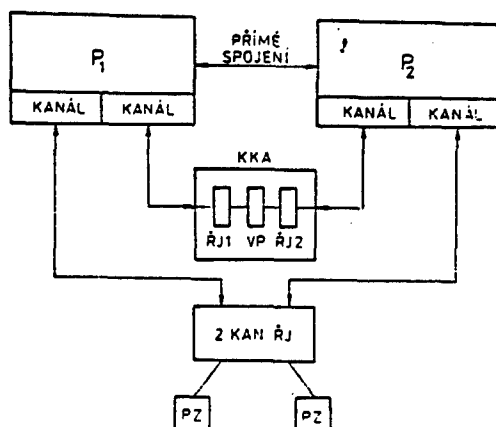 P1
PŘÍMÉ
SPOJENÍ
P2
KANÁL KANÁL
KANÁL KANÁL
KKA
ŘJ1 VP ŘJ2
2 KAN ŘJ
PZ PZ